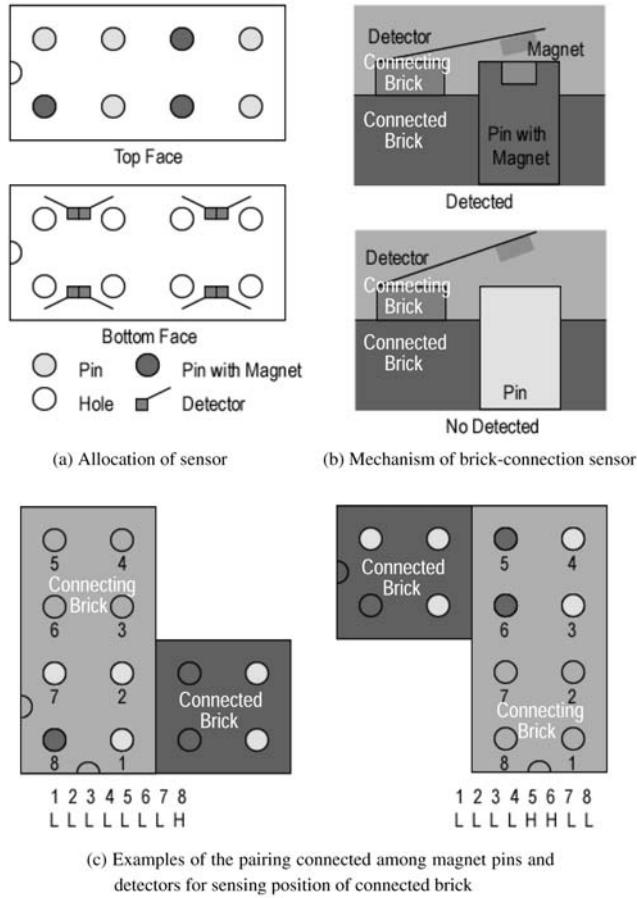 Top Face
Bottom Face
Pin
Pin with Magnet
Hole
Detector
(a) Allocation of sensor
Detector
Magnet
Connecting
Brick
Connected
Brick
Pin with
Magnet
Detected
Detector
Connecting
Brick
Connected
Brick
Pin
No Detected
(b) Mechanism of brick-connection sensor
5 4
Connecting
Brick
6 3
7 2
Connected
Brick
8 1
1 2 3 4 5 6 7 8
L L L L L L L H
Connected
Brick
5 4
6 3
7 2
Connecting
Brick
8 1
1 2 3 4 5 6 7 8
L L L L H H L L
(c) Examples of the pairing connected among magnet pins and
detectors for sensing position of connected brick